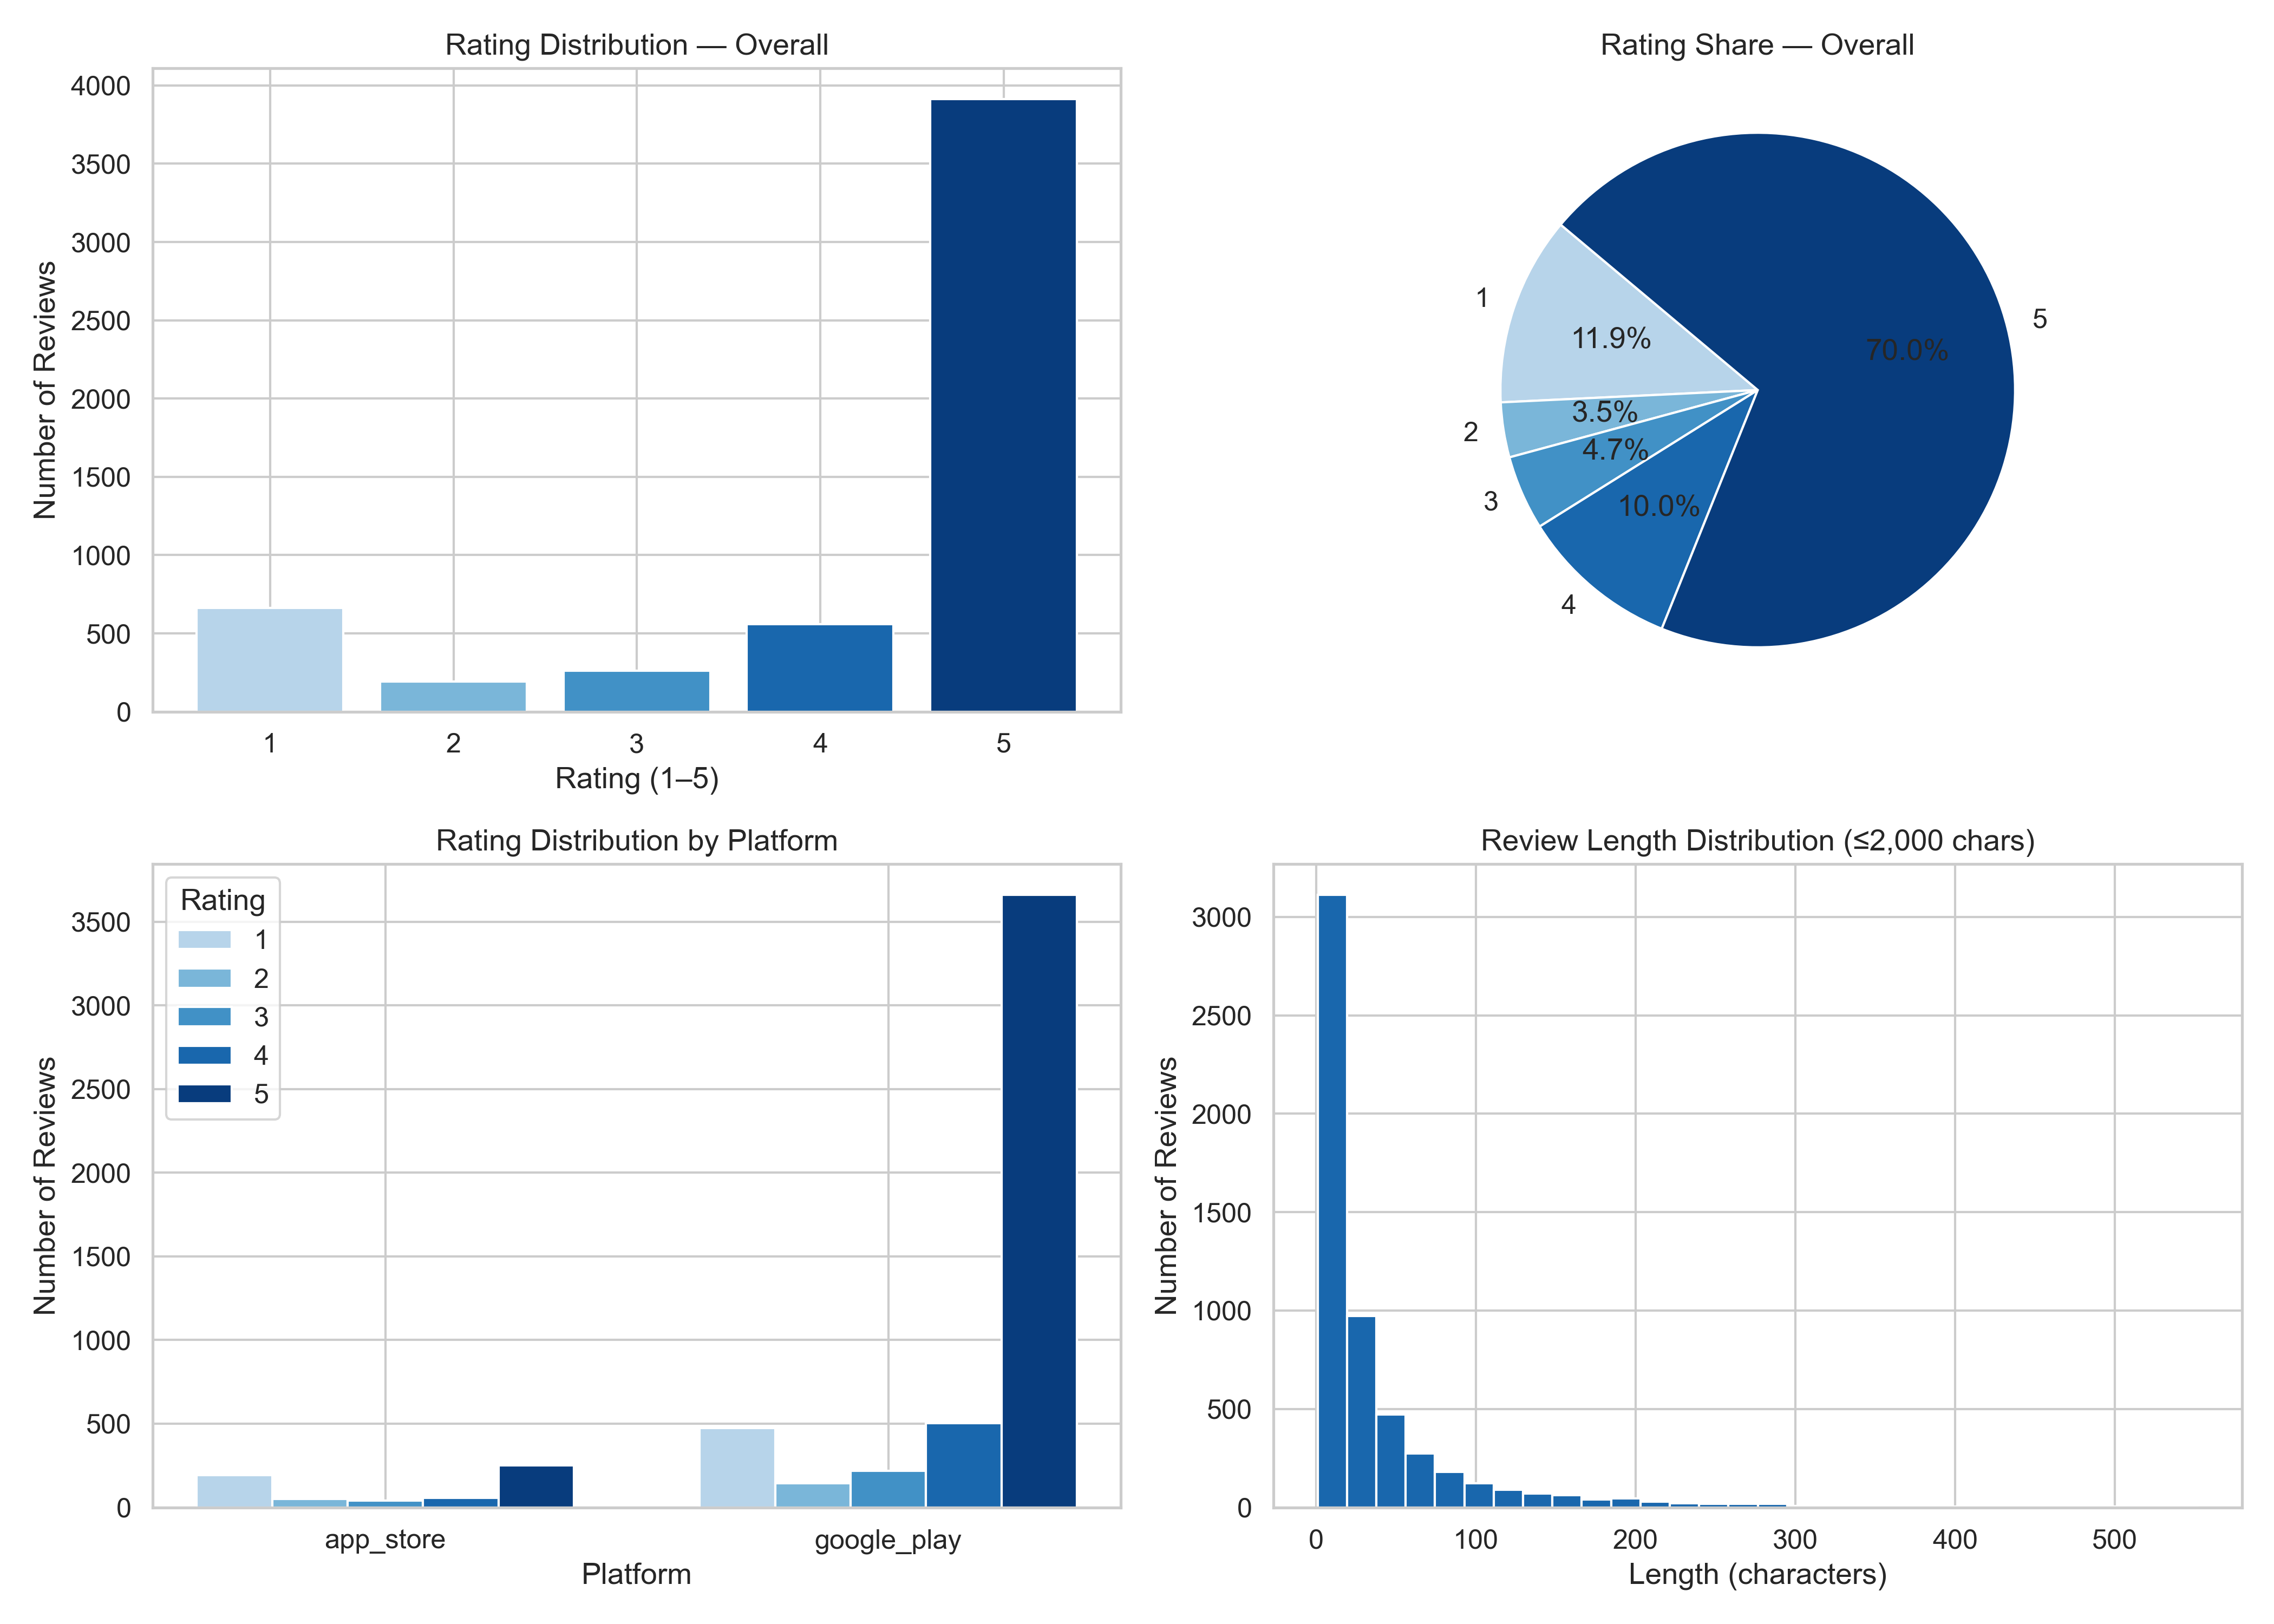 Rating Distribution — Overall
4000
3500
3000
2500
2000
1500
1000
500
0
Number of Reviews
1 2 3 4 5
Rating (1–5)
Rating Share — Overall
1
2
3
4
5
11.9%
3.5%
4.7%
10.0%
70.0%
Rating Distribution by Platform
Rating
1
2
3
4
5
3500
3000
2500
2000
1500
1000
500
0
Number of Reviews
app_store google_play
Platform
Review Length Distribution (≤2,000 chars)
3000
2500
2000
1500
1000
500
0
Number of Reviews
0 100 200 300 400 500
Length (characters)